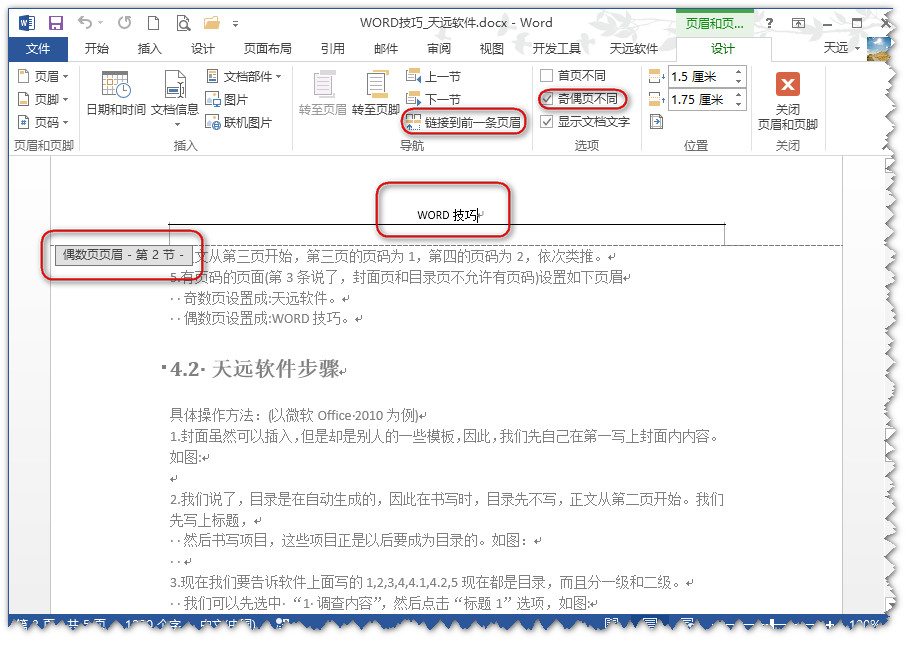 WORD技巧_天远软件.docx - Word
页眉和页...
文件 开始 插入 设计 页面布局 引用 邮件 审阅 视图 开发工具 天远软件 设计 天远
页眉
页脚
页码
页眉和页脚
日期和时间 文档信息
文档部件
图片
联机图片
插入
转至页眉 转至页脚
上一节
下一节
链接到前一条页眉
导航
首页不同
奇偶页不同
显示文档文字
选项
1.5 厘米
1.75 厘米
位置
关闭
页眉和页脚
关闭
WORD 技巧
偶数页页眉 - 第 2 节 -
文从第三页开始，第三页的页码为 1，第四的页码为 2，依次类推。
5.有页码的页面(第 3 条说了，封面页和目录页不允许有页码)设置如下页眉
奇数页设置成:天远软件。
偶数页设置成:WORD 技巧。
4.2 天远软件步骤
具体操作方法：(以微软 Office 2010 为例)
1.封面虽然可以插入,但是却是别人的一些模板,因此,我们先自己在第一写上封面内内容。
如图:
2.我们说了，目录是在自动生成的，因此在书写时，目录先不写，正文从第二页开始。我们
先写上标题，
然后书写项目，这些项目正是以后要成为目录的。如图：
3.现在我们要告诉软件上面写的 1,2,3,4,4.1,4.2,5 现在都是目录，而且分一级和二级。
我们可以先选中 “1 调查内容”，然后点击 “标题 1” 选项，如图: